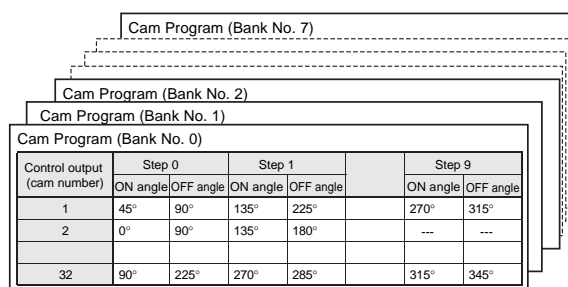 Cam Program (Bank No. 7)
Cam Program (Bank No. 2)
Cam Program (Bank No. 1)
Cam Program (Bank No. 0)
Control output (cam number) Step 0 Step 1 Step 9
ON angle OFF angle ON angle OFF angle ON angle OFF angle
1 45° 90° 135° 225° 270° 315°
2 0° 90° 135° 180° --- ---
32 90° 225° 270° 285° 315° 345°